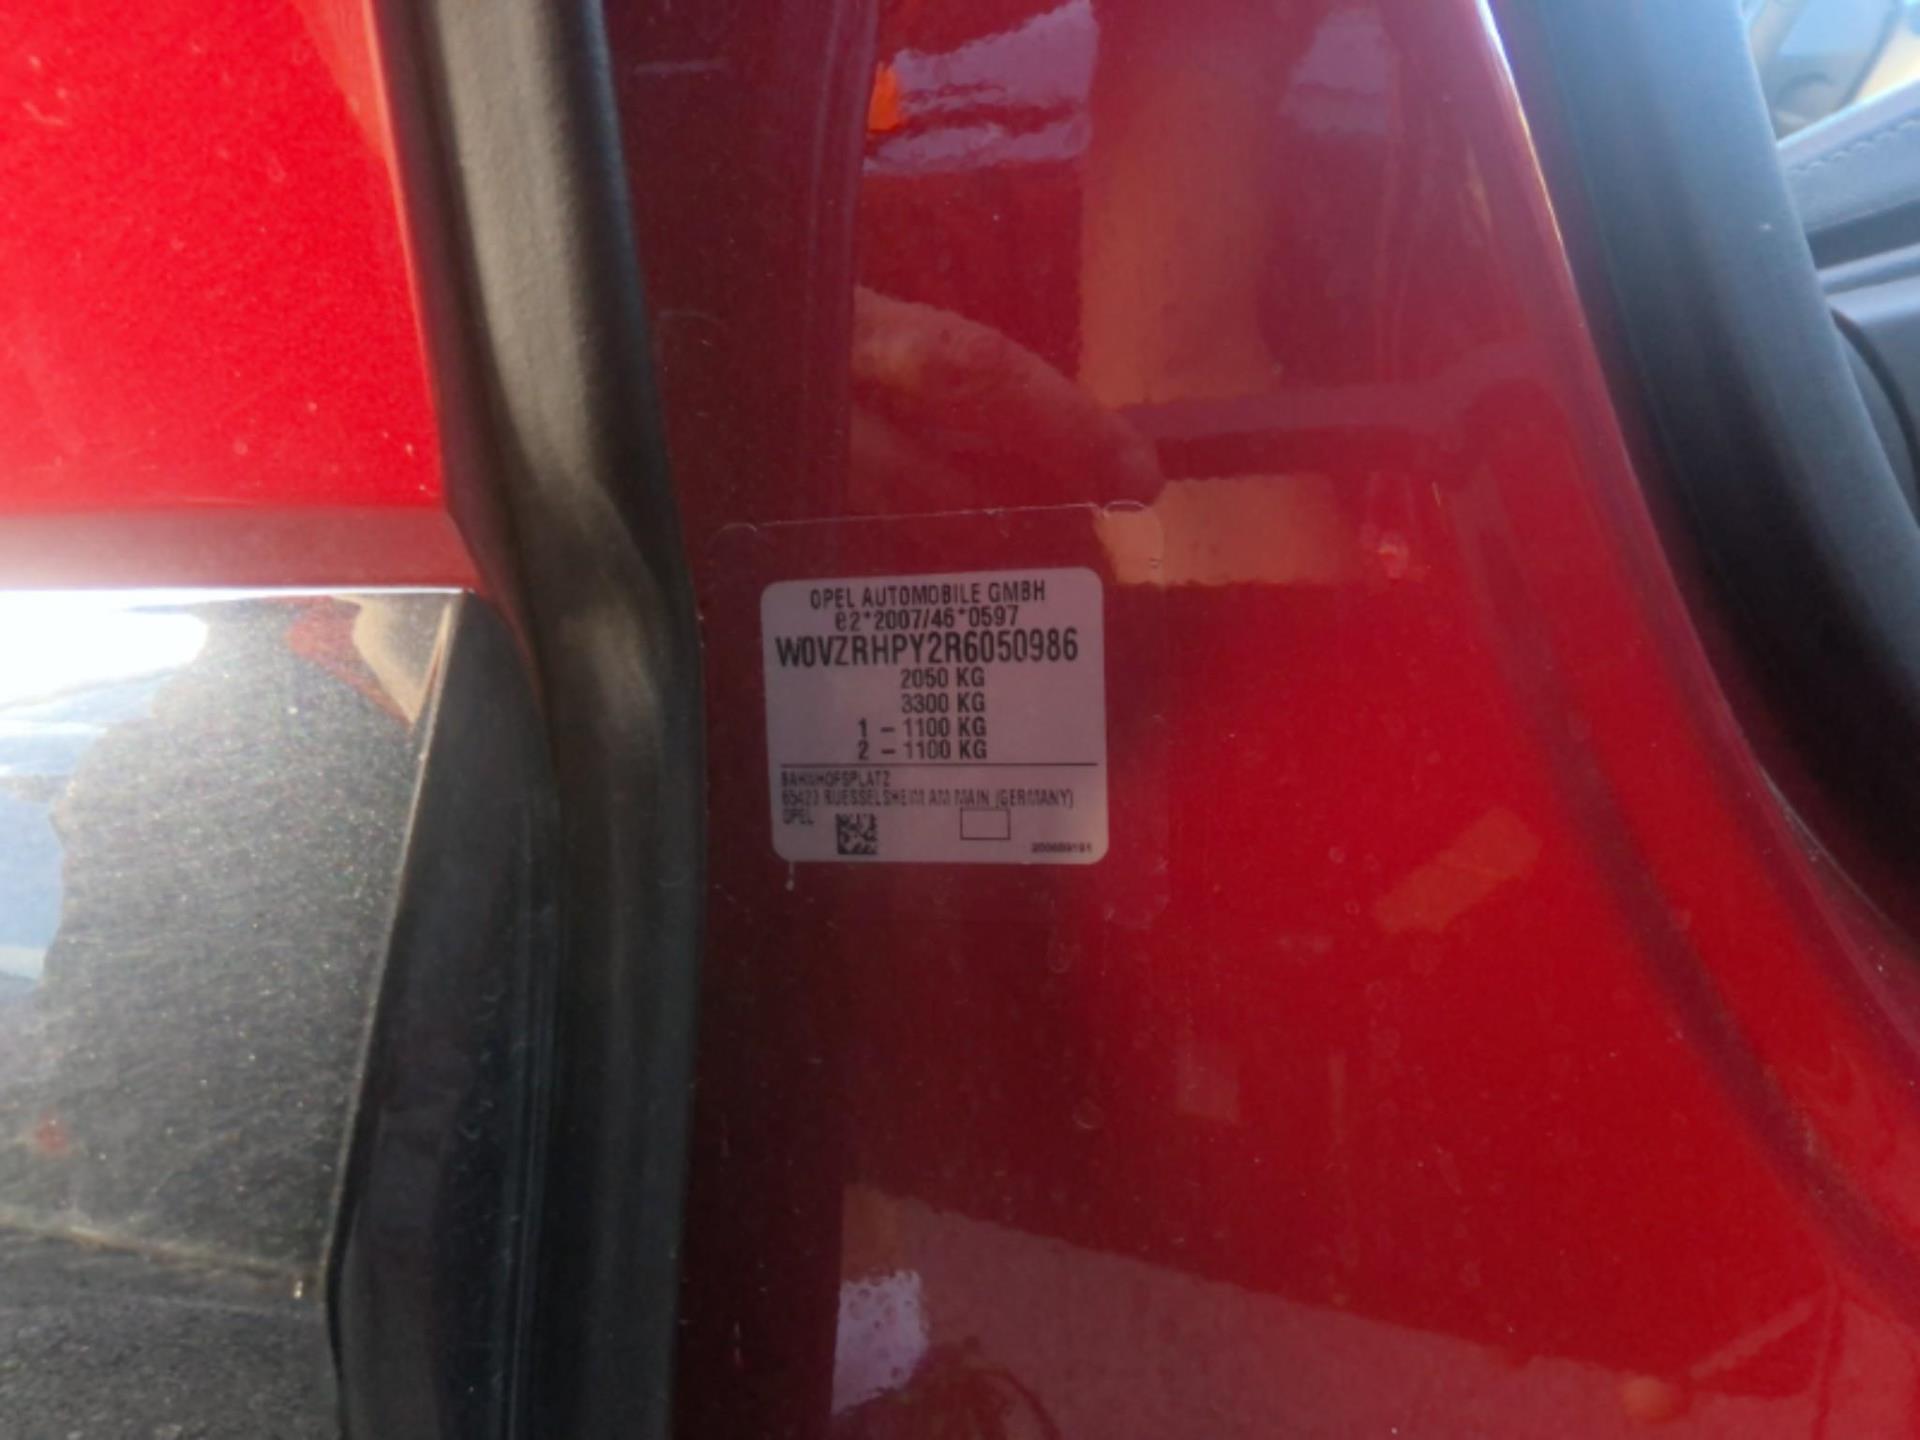 OPEL AUTOMOBILE GMBH
e2*2007/46*0597
W0VZRHPY2R6050986
2050 KG
3300 KG
1 - 1100 KG
2 - 1100 KG
BAHNHOFSPLATZ
65423 RUESSELSHEIM AM MAIN (GERMANY)
OPEL